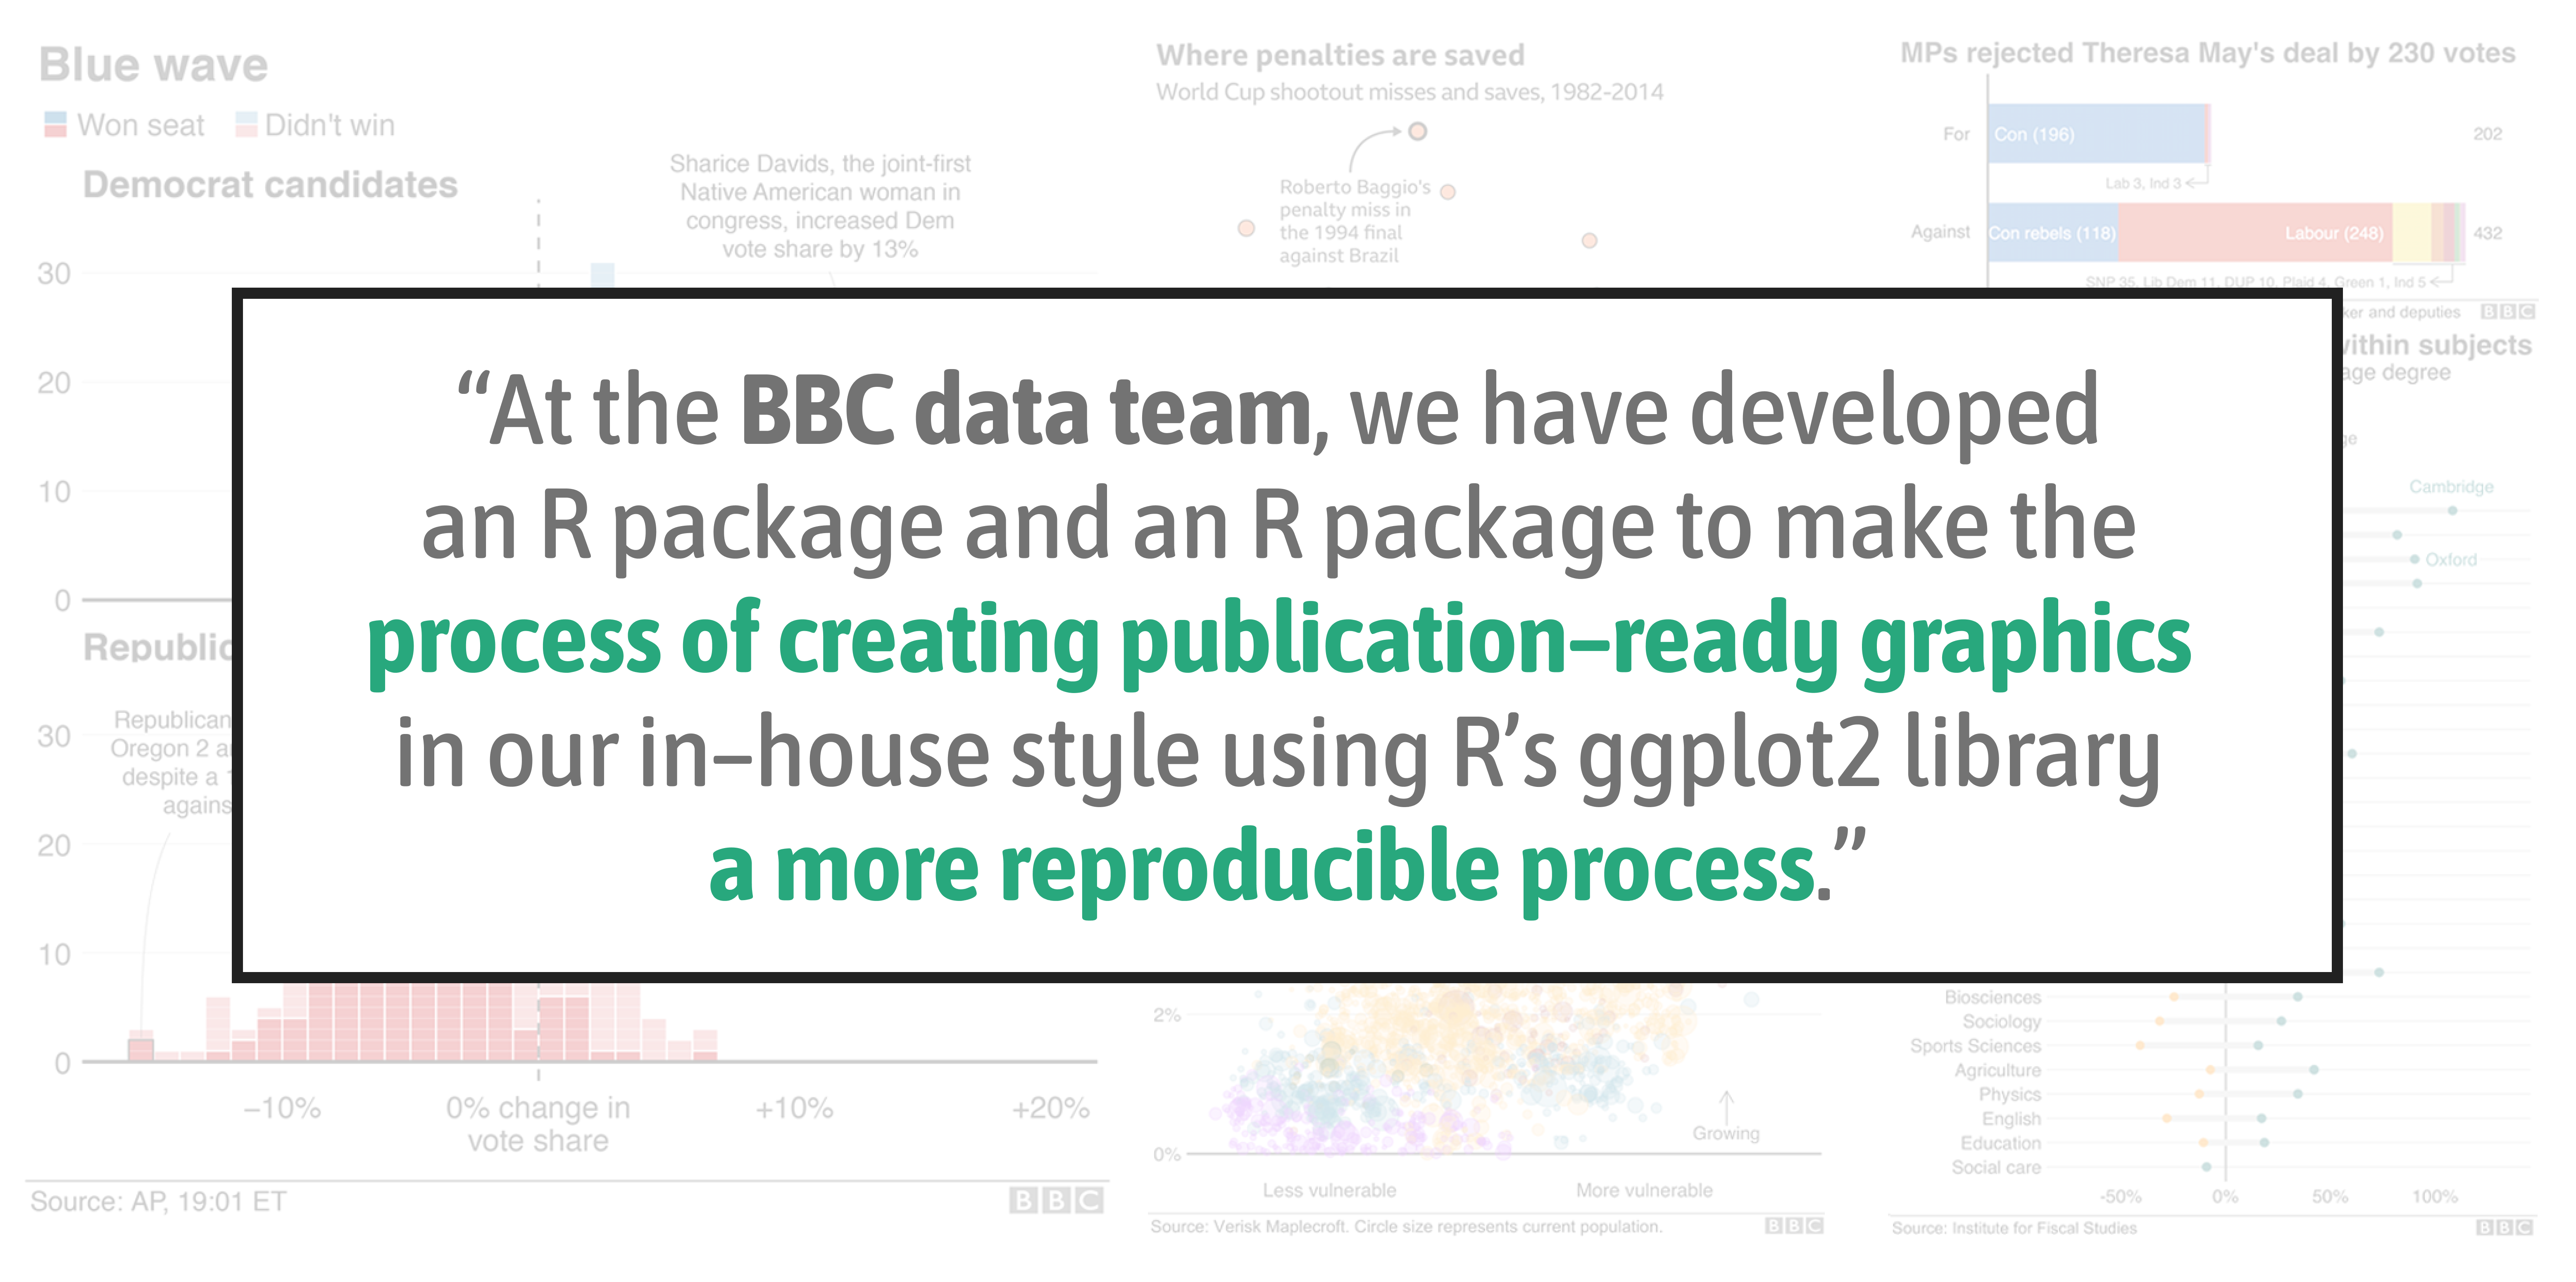 Blue wave
Won seat Didn't win
Democrat candidates
Sharice Davids, the joint-first
Native American woman in
congress, increased Dem
vote share by 13%
30
20
10
0
Where penalties are saved
World Cup shootout misses and saves, 1982-2014
Roberto Baggio's
penalty miss in
the 1994 final
against Brazil
MPs rejected Theresa May's deal by 230 votes
For Con (196) 202
Lab 3, Ind 3
Against Con rebels (118) Labour (248) 432
SNP 35, Lib Dem 11, DUP 10, Plaid 4, Green 1, Ind 5
and deputies BBC
subjects
degree
Cambridge
Oxford
“At the BBC data team, we have developed
an R package and an R package to make the
process of creating publication–ready graphics
in our in–house style using R’s ggplot2 library
a more reproducible process.”
Republican
Oregon 2
despite a
30
20
10
0
–10% 0% change in +10% +20%
vote share
Source: AP, 19:01 ET BBC
2%
0%
Growing
Less vulnerable More vulnerable
Source: Verisk Maplecroft. Circle size represents current population. BBC
Biosciences
Sociology
Sports Sciences
Agriculture
Physics
English
Education
Social care
-50% 0% 50% 100%
Source: Institute for Fiscal Studies BBC